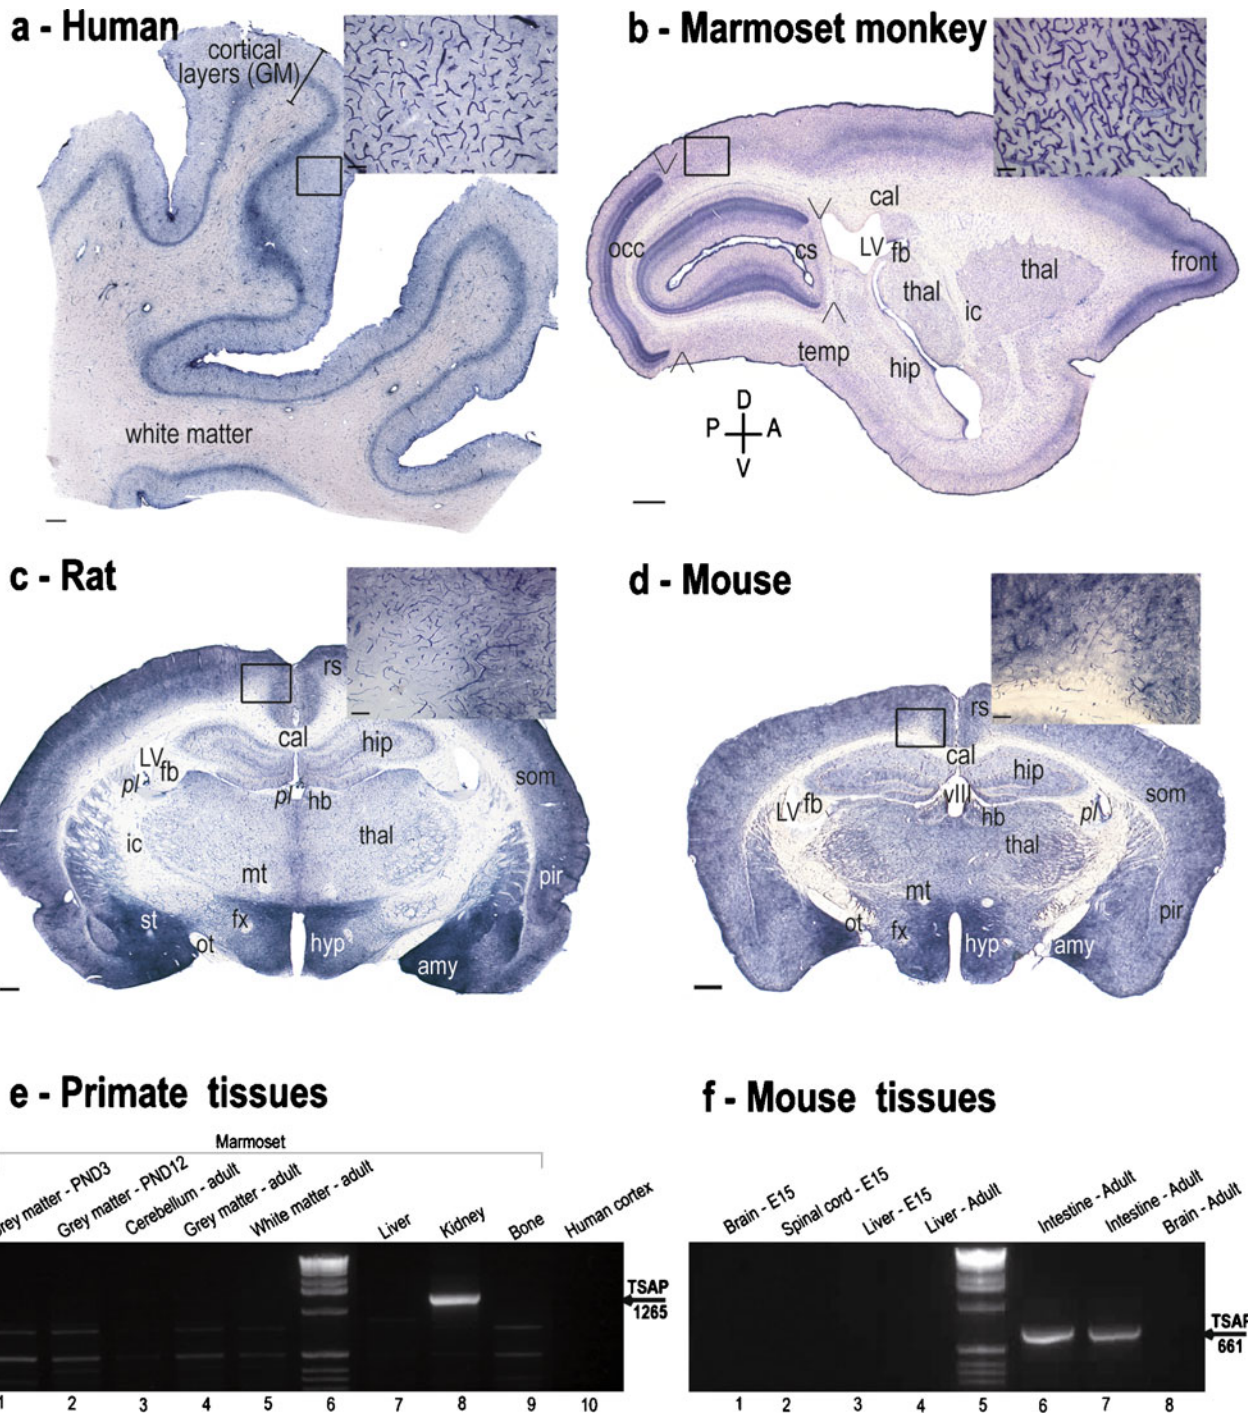 a - Human
cortical
layers (GM)
white matter
b - Marmoset monkey
cal
occ
cs
LV
fb
thal
front
thal
ic
temp
hip
D
P
A
V
c - Rat
rs
cal
hip
LV
fb
pl
pl
hb
som
ic
thal
mt
pir
st
fx
ot
hyp
amy
d - Mouse
rs
cal
hip
vIII
LV
fb
hb
pl
som
thal
mt
pir
ot
fx
hyp
amy
e - Primate tissues
Marmoset
Grey matter - PND3
Grey matter - PND12
Cerebellum - adult
Grey matter - adult
White matter - adult
Liver
Kidney
Bone
Human cortex
TSAP
1265
1 2 3 4 5 6 7 8 9 10
f - Mouse tissues
Brain - E15
Spinal cord - E15
Liver - E15
Liver - Adult
Intestine - Adult
Intestine - Adult
Brain - Adult
TSAP
661
1 2 3 4 5 6 7 8